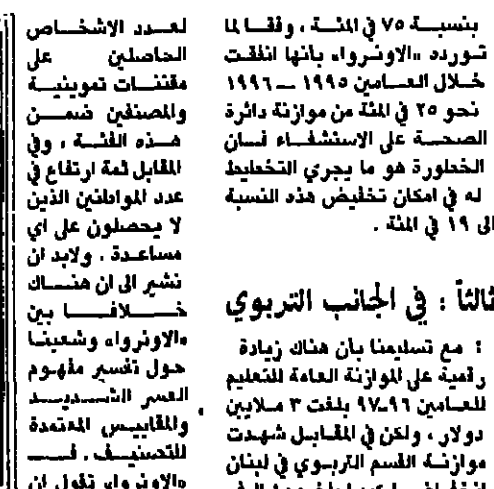 بنسبة ٧٥ في المئة ، وفقا لما
تورده «الاونروا» بأنها انفقت
خلال العامين ١٩٩٥ ــ ١٩٩٦
نحو ٢٥ في المئة من موازنة دائرة
الصحة على الاستشفاء فان
الخطورة هو ما يجري التخطيط
له في امكان تخفيض هذه النسبة
الى ١٩ في المئة .
ثالثاً : في الجانب التربوي
: مع تسليمنا بأن هناك زيادة
رقمية على الموازنة العامة للتعليم
للعامين ٩٦ـ٩٧ بلغت ٣ ملايين
دولار ، ولكن في المقابل شهدت
موازنة القسم التربوي في لبنان
لعدد الاشخاص
الحاصلين على
مقننات تموينية
والمصنفين ضمن
هذه الفئة ، وفي
المقابل ثمة ارتفاع في
عدد المواطنين الذين
لا يحصلون على اي
مساعدة . ولابد ان
نشير الى ان هناك
خلافا بين
«الاونروا» وشعبنا
حول تفسير مفهوم
العسر الشديد
والمقاييس المعتمدة
للتصنيف . فـ
«الاونروا» تقول ان